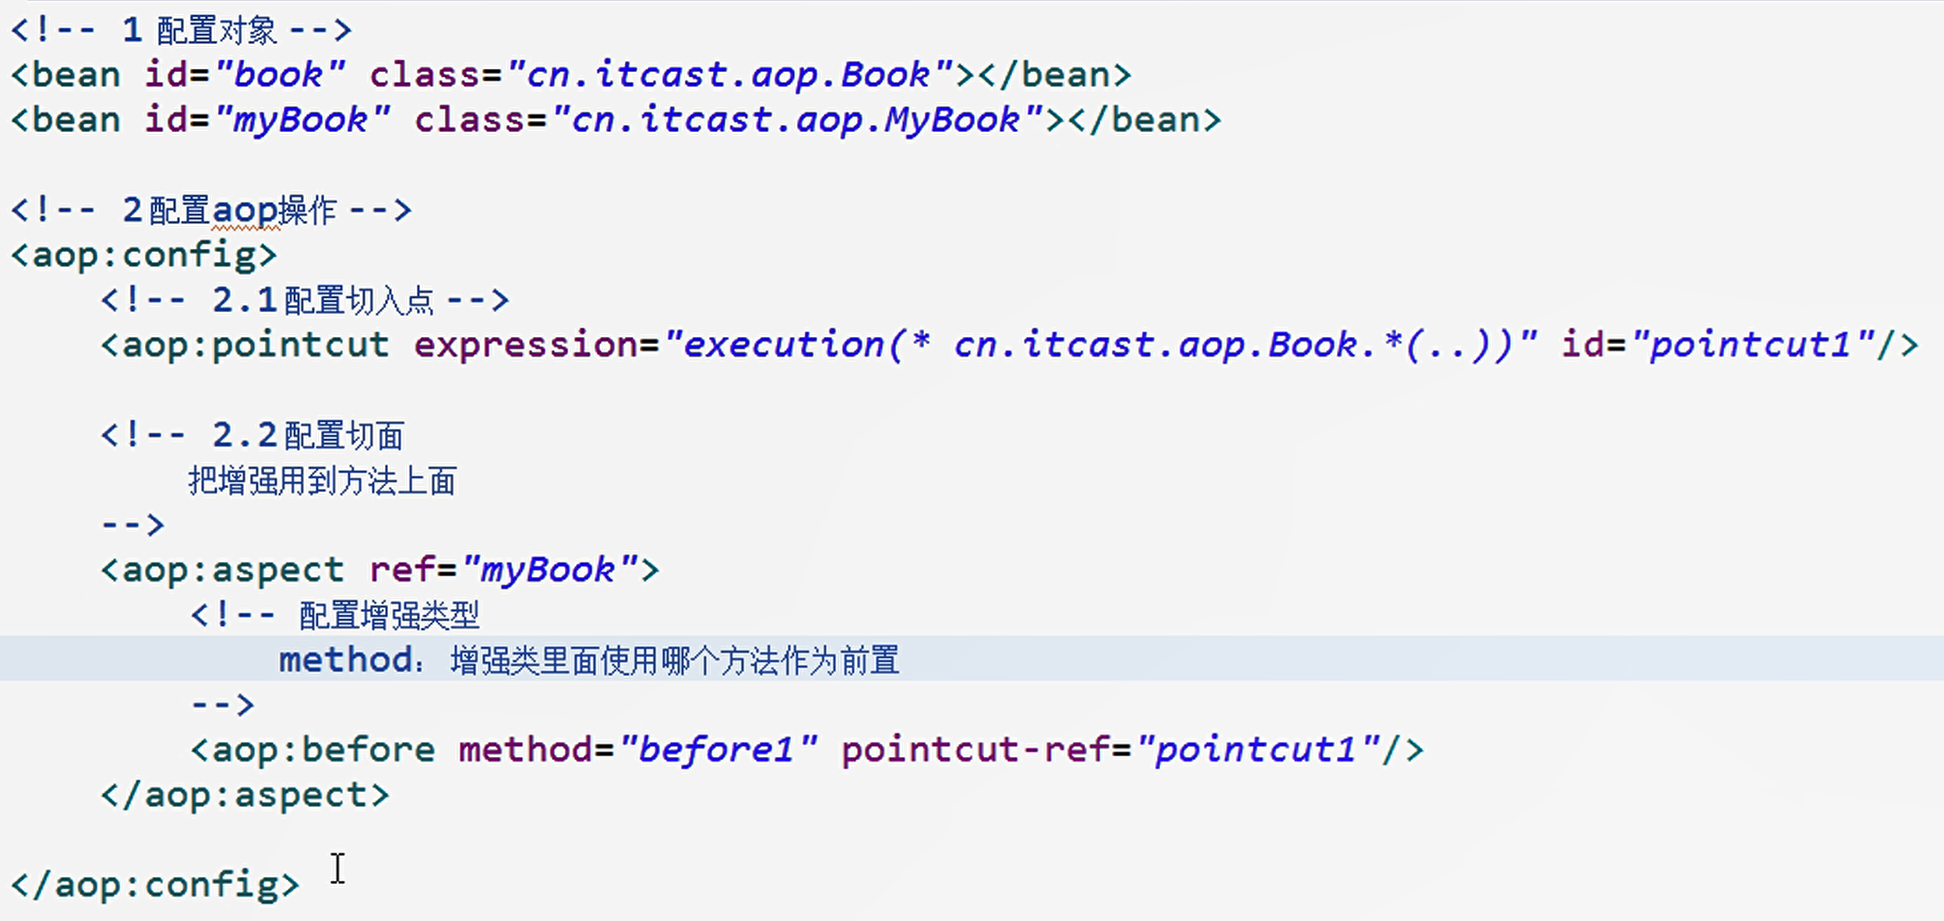 <!-- 1 配置对象 -->
<bean id="book" class="cn.itcast.aop.Book"></bean>
<bean id="myBook" class="cn.itcast.aop.MyBook"></bean>
<!-- 2配置aop操作 -->
<aop:config>
<!-- 2.1配置切入点 -->
<aop:pointcut expression="execution(* cn.itcast.aop.Book.*(..))" id="pointcut1"/>
<!-- 2.2配置切面
把增强用到方法上面
-->
<aop:aspect ref="myBook">
<!-- 配置增强类型
method：增强类里面使用哪个方法作为前置
-->
<aop:before method="before1" pointcut-ref="pointcut1"/>
</aop:aspect>
</aop:config>